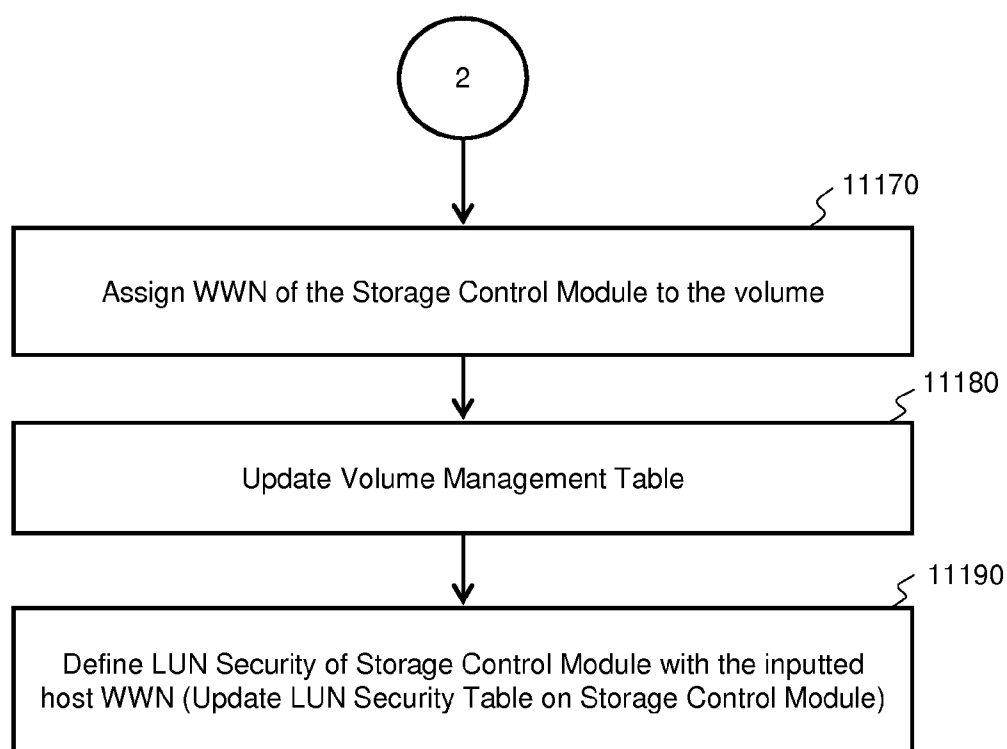 2
11170
Assign WWN of the Storage Control Module to the volume
11180
Update Volume Management Table
11190
Define LUN Security of Storage Control Module with the inputted
host WWN (Update LUN Security Table on Storage Control Module)